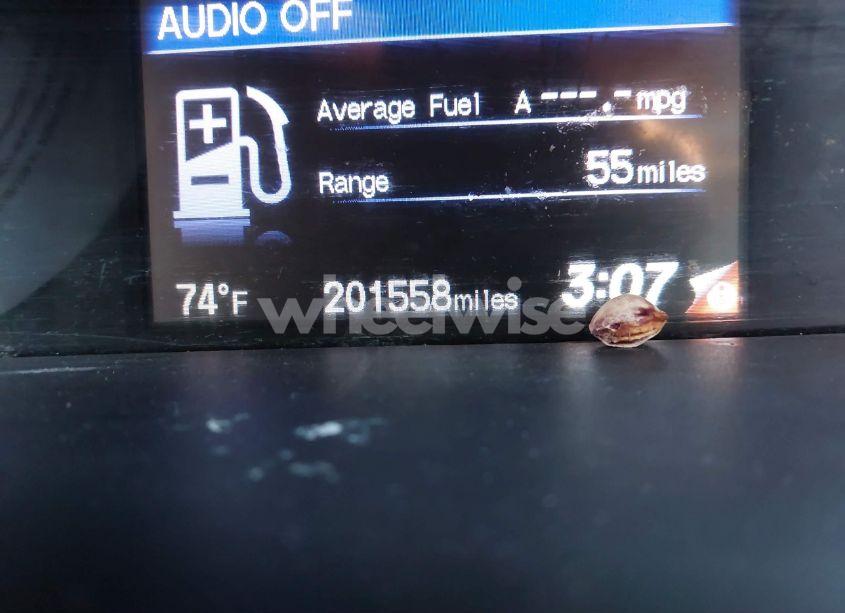 AUDIO OFF
Average Fuel A ---.- mpg
Range 55 miles
74°F 201558 miles 3:07
wheelwise